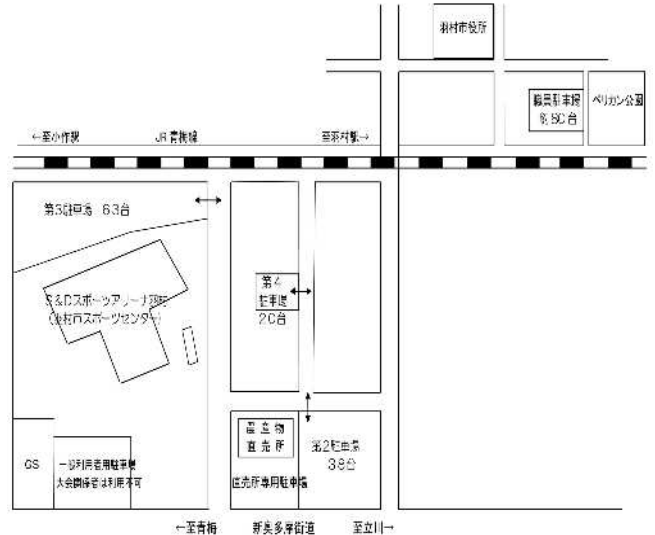 羽村市役所
職員駐車場
約80台
ペリカン公園
←至小作駅
JR青梅線
至羽村駅→
第3駐車場 63台
S&Dスポーツアリーナ羽村
(羽村市スポーツセンター)
第4
駐車場
20台
農産物
直売所
第2駐車場
38台
直売所専用駐車場
GS
一般利用者用駐車場
大会関係者は利用不可
←至青梅
新奥多摩街道
至立川→